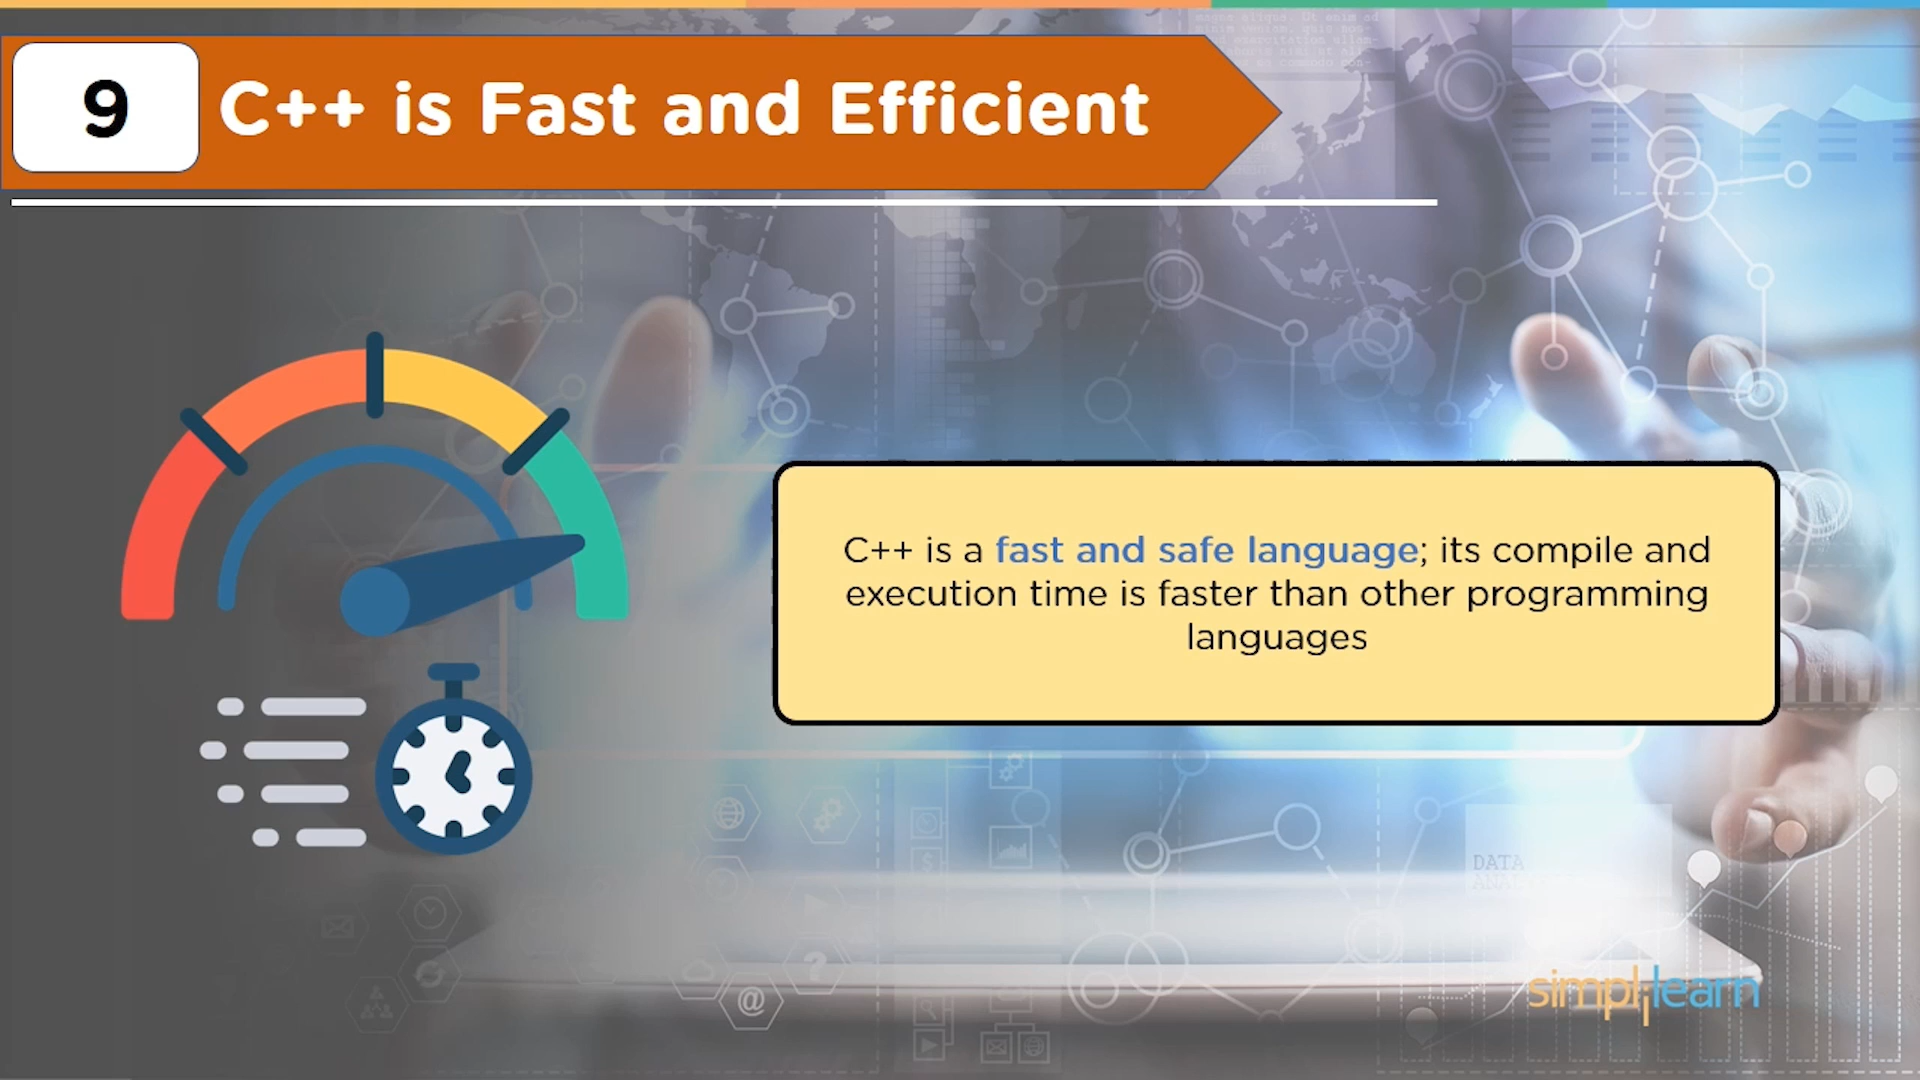 9
C++ is Fast and Efficient
C++ is a fast and safe language; its compile and
execution time is faster than other programming
languages
DATA
simplilearn